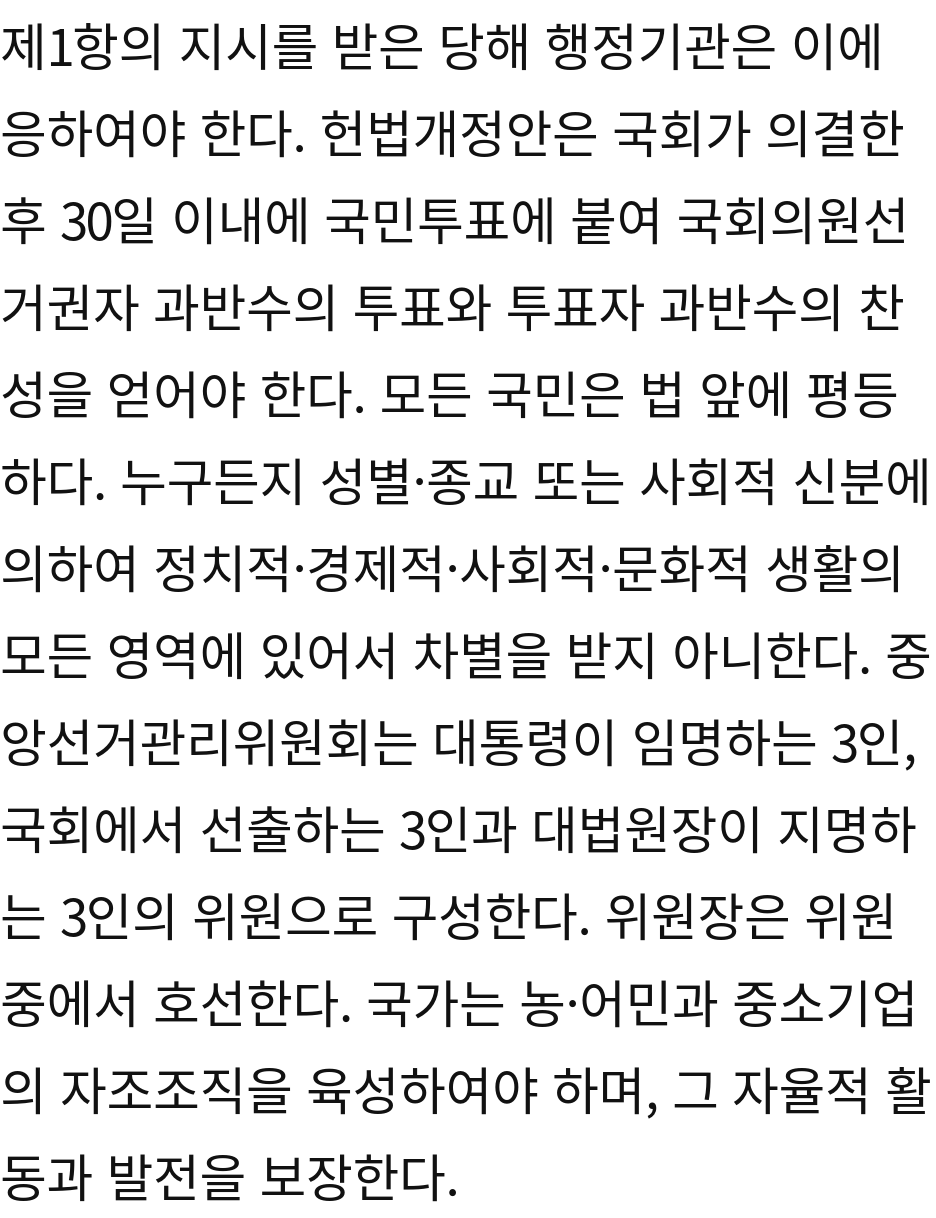 제1항의 지시를 받은 당해 행정기관은 이에
응하여야 한다. 헌법개정안은 국회가 의결한
후 30일 이내에 국민투표에 붙여 국회의원선
거권자 과반수의 투표와 투표자 과반수의 찬
성을 얻어야 한다. 모든 국민은 법 앞에 평등
하다. 누구든지 성별·종교 또는 사회적 신분에
의하여 정치적·경제적·사회적·문화적 생활의
모든 영역에 있어서 차별을 받지 아니한다. 중
앙선거관리위원회는 대통령이 임명하는 3인,
국회에서 선출하는 3인과 대법원장이 지명하
는 3인의 위원으로 구성한다. 위원장은 위원
중에서 호선한다. 국가는 농·어민과 중소기업
의 자조조직을 육성하여야 하며, 그 자율적 활
동과 발전을 보장한다.